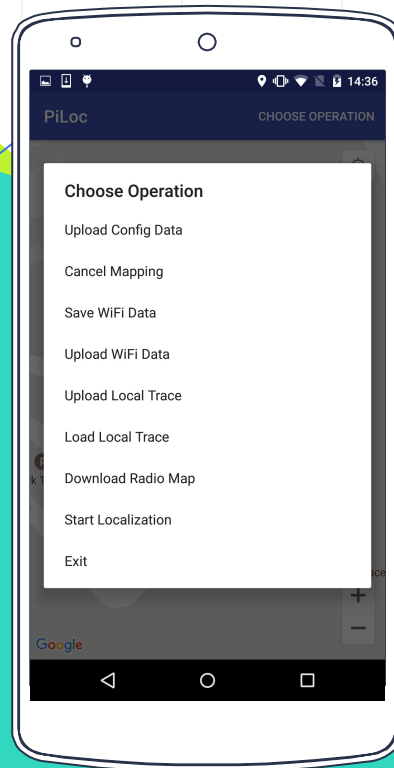 14:36
PiLoc
CHOOSE OPERATION
Choose Operation
Upload Config Data
Cancel Mapping
Save WiFi Data
Upload WiFi Data
Upload Local Trace
Load Local Trace
Download Radio Map
Start Localization
Exit
Google